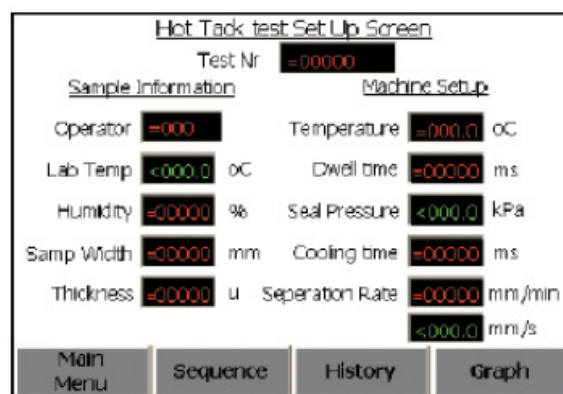 Hot Tack test Set Up Screen
Test Nr =00000
Sample Information Machine Setup
Operator =000 Temperature =000.0 oC
Lab Temp <000.0 oC Dwell time =00000 ms
Humidity =00000 % Seal Pressure <000.0 kPa
Samp Width =00000 mm Cooling time =00000 ms
Thickness =00000 u Seperation Rate =00000 mm/min
<000.0 mm/s
Main Menu Sequence History Graph